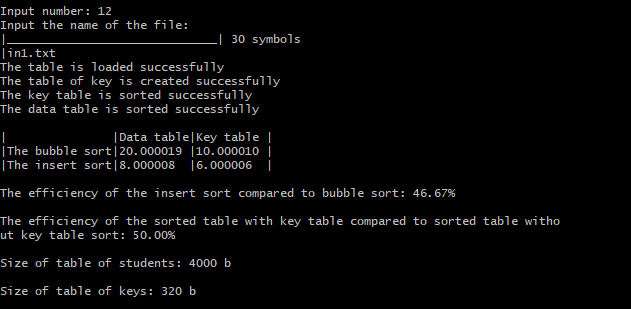 Input number: 12
Input the name of the file:
|______________________________| 30 symbols
|in1.txt
The table is loaded successfully
The table of key is created successfully
The key table is sorted successfully
The data table is sorted successfully
|               |Data table|Key table |
|The bubble sort|20.000019 |10.000010 |
|The insert sort|8.000008  |6.000006  |
The efficiency of the insert sort compared to bubble sort: 46.67%
The efficiency of the sorted table with key table compared to sorted table witho
ut key table sort: 50.00%
Size of table of students: 4000 b
Size of table of keys: 320 b